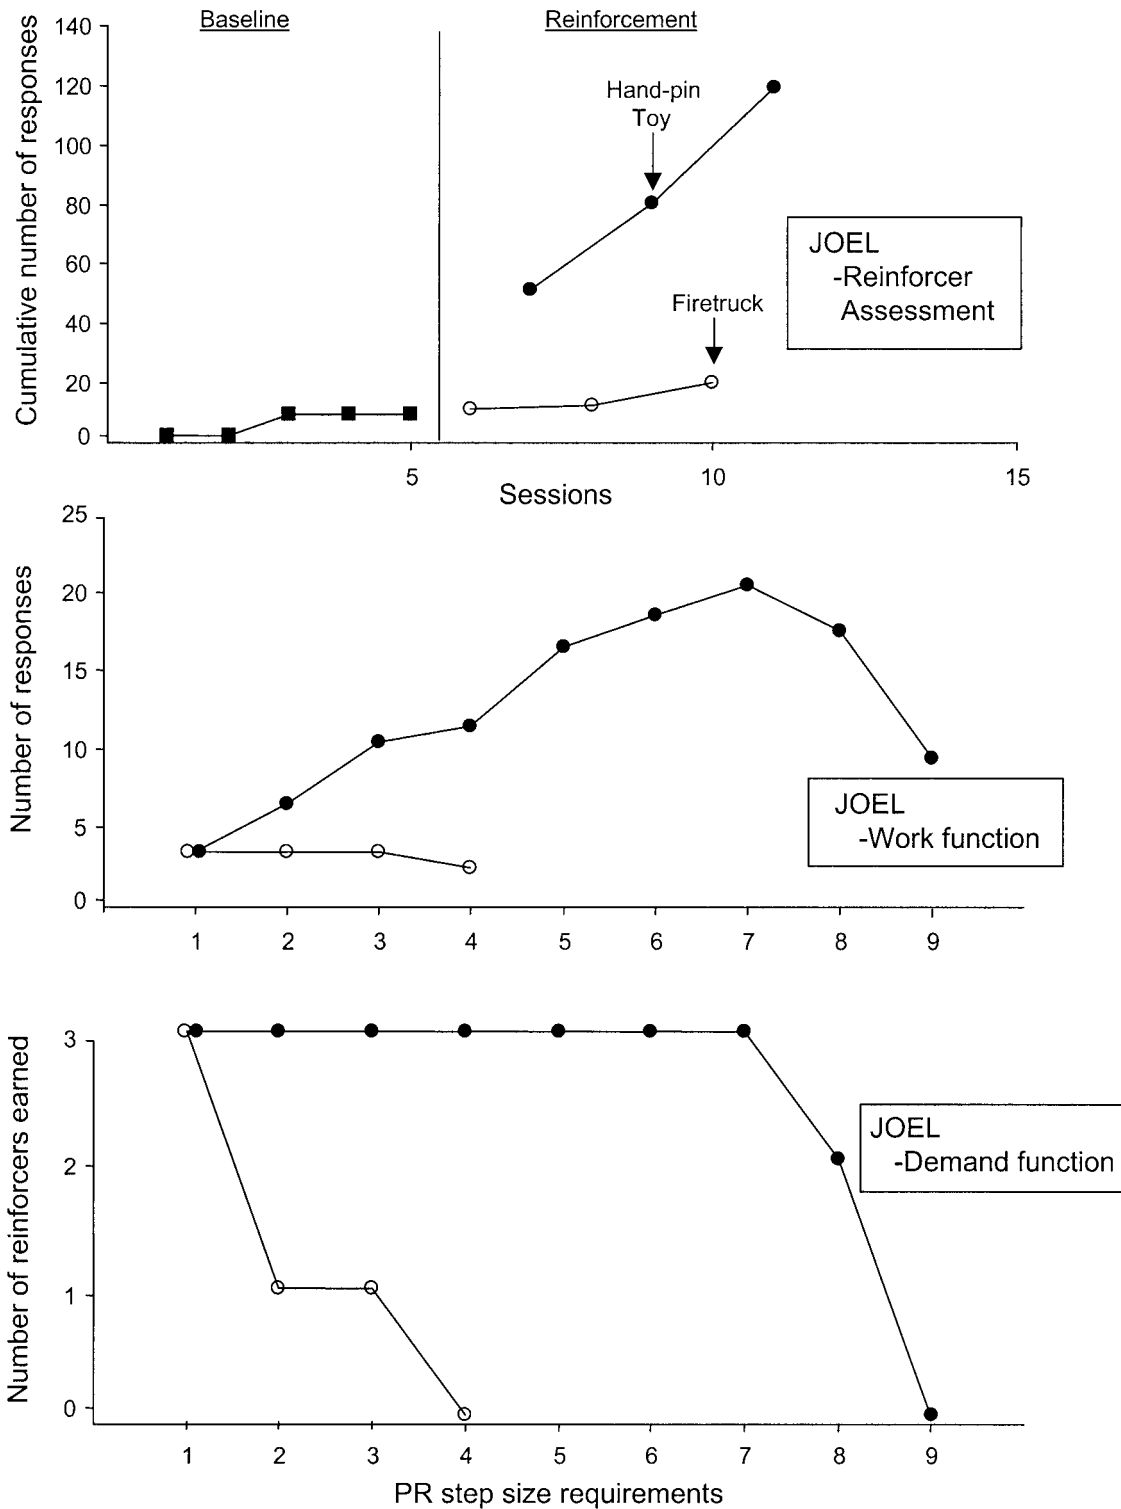 Baseline
Reinforcement
Cumulative number of responses
140
120
100
80
60
40
20
0
Hand-pin
Toy
Firetruck
JOEL
-Reinforcer
Assessment
5
10
15
Sessions
Number of responses
25
20
15
10
5
0
JOEL
-Work function
1 2 3 4 5 6 7 8 9
Number of reinforcers earned
3
2
1
0
JOEL
-Demand function
1 2 3 4 5 6 7 8 9
PR step size requirements